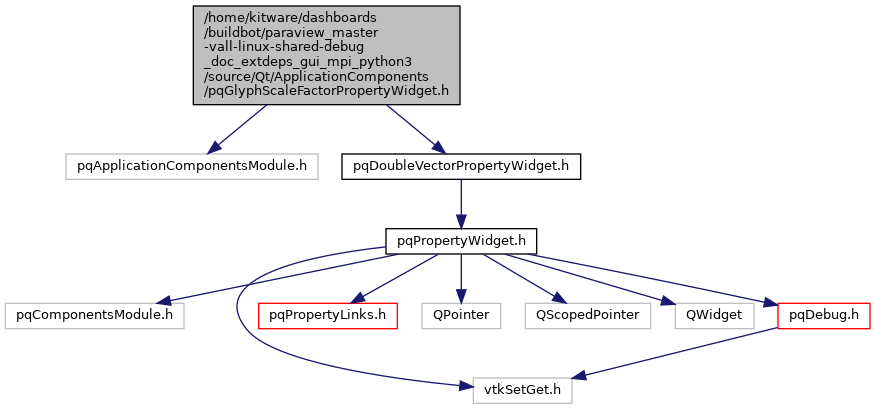 /home/kitware/dashboards
/buildbot/paraview_master
-vall-linux-shared-debug
_doc_extdeps_gui_mpi_python3
/source/Qt/ApplicationComponents
/pqGlyphScaleFactorPropertyWidget.h
pqApplicationComponentsModule.h
pqDoubleVectorPropertyWidget.h
pqPropertyWidget.h
pqComponentsModule.h
pqPropertyLinks.h
QPointer
QScopedPointer
QWidget
pqDebug.h
vtkSetGet.h